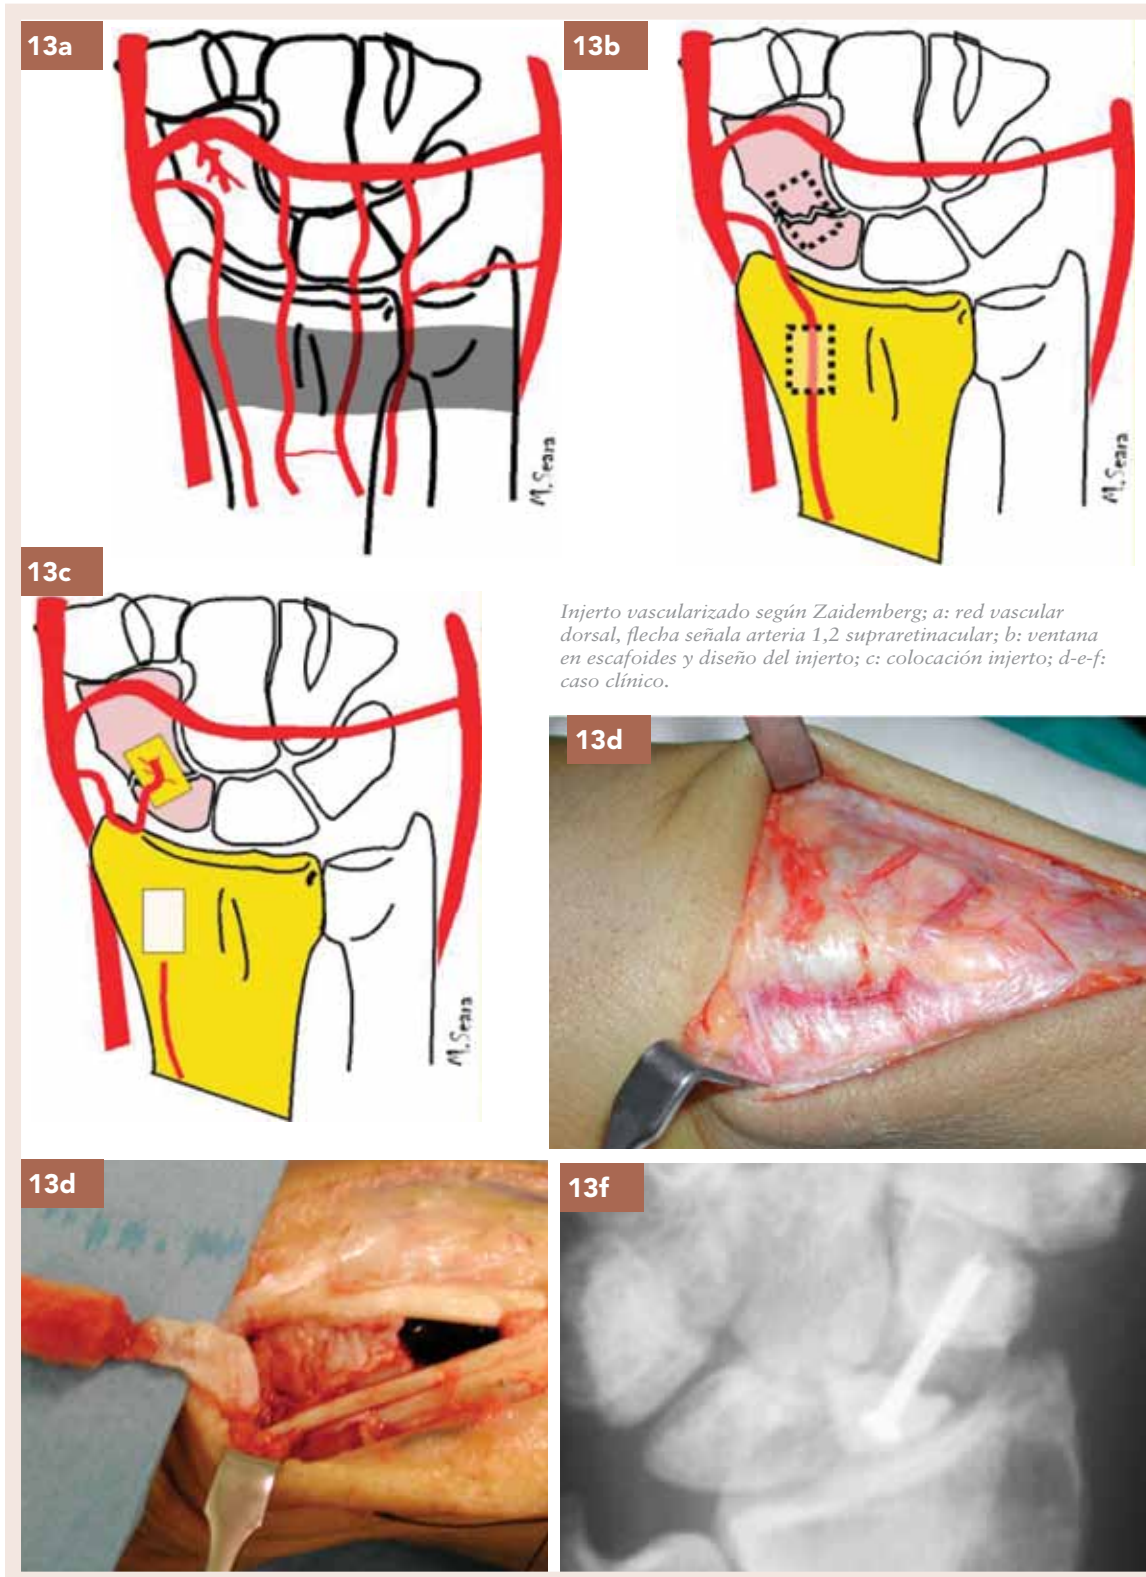 13a
13b
M. Seara
M. Seara
13c
Injerto vascularizado según Zaidemberg; a: red vascular
dorsal, flecha señala arteria 1,2 supraretinacular; b: ventana
en escafoides y diseño del injerto; c: colocación injerto; d-e-f:
caso clínico.
13d
M. Seara
13d
13f